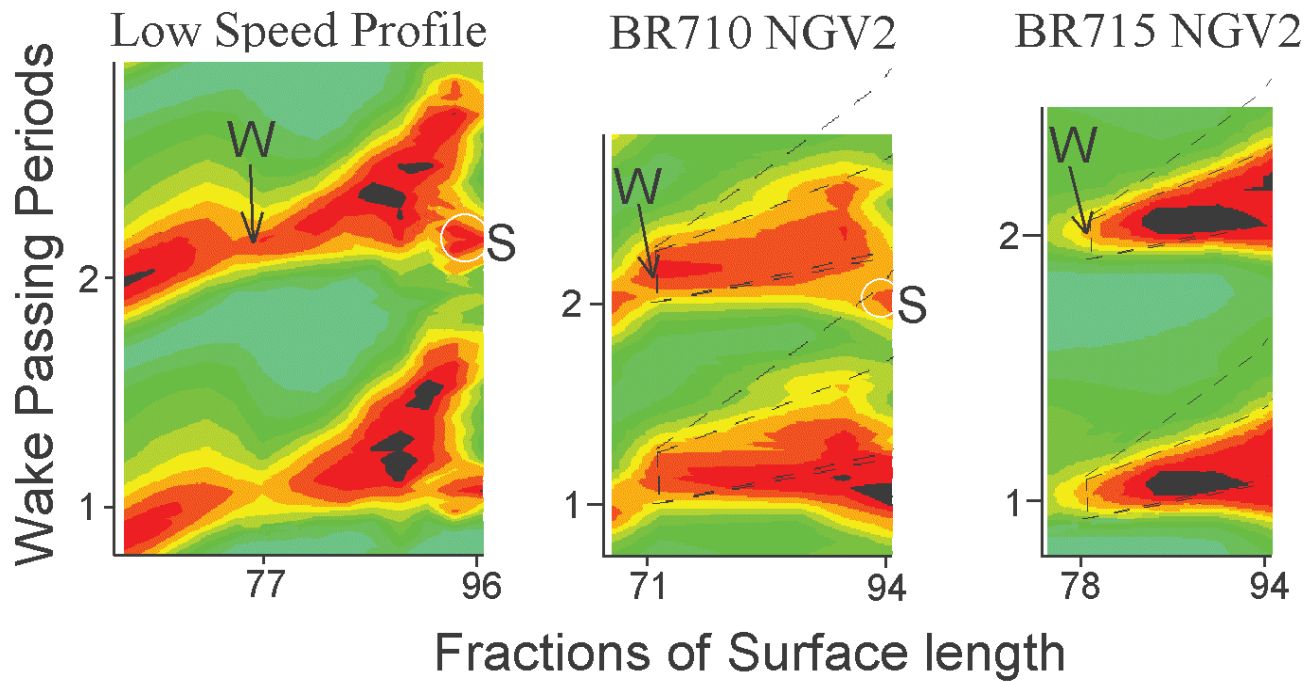 Low Speed Profile
BR710 NGV2
BR715 NGV2
Wake Passing Periods
W
S
2
1
77
96
W
S
2
1
71
94
W
2
1
78
94
Fractions of Surface length